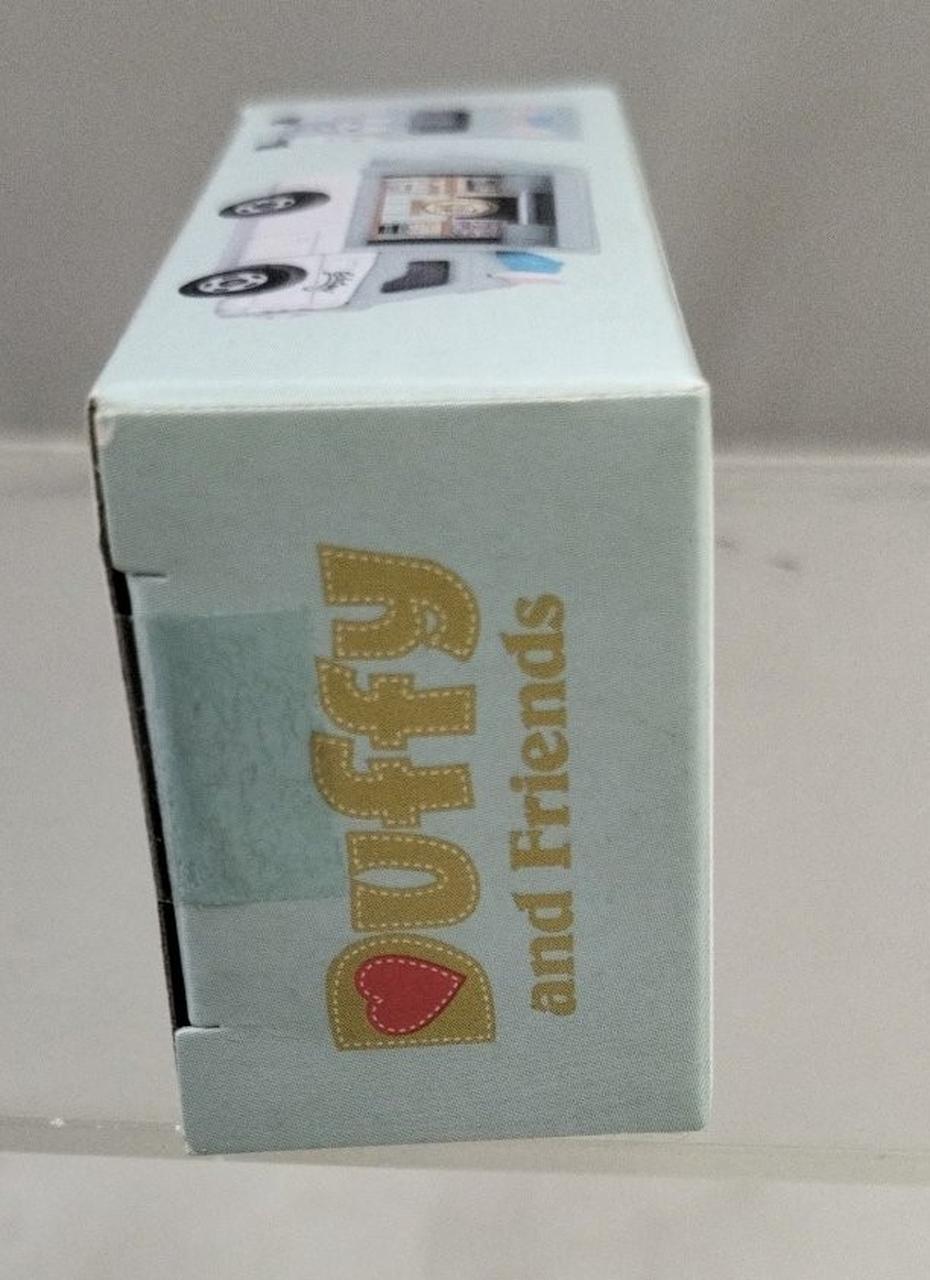 Duffy
and Friends